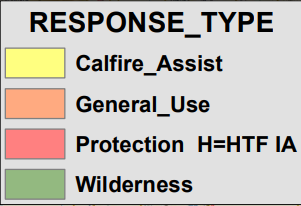 RESPONSE_TYPE
Calfire_Assist
General_Use
Protection H=HTF IA
Wilderness